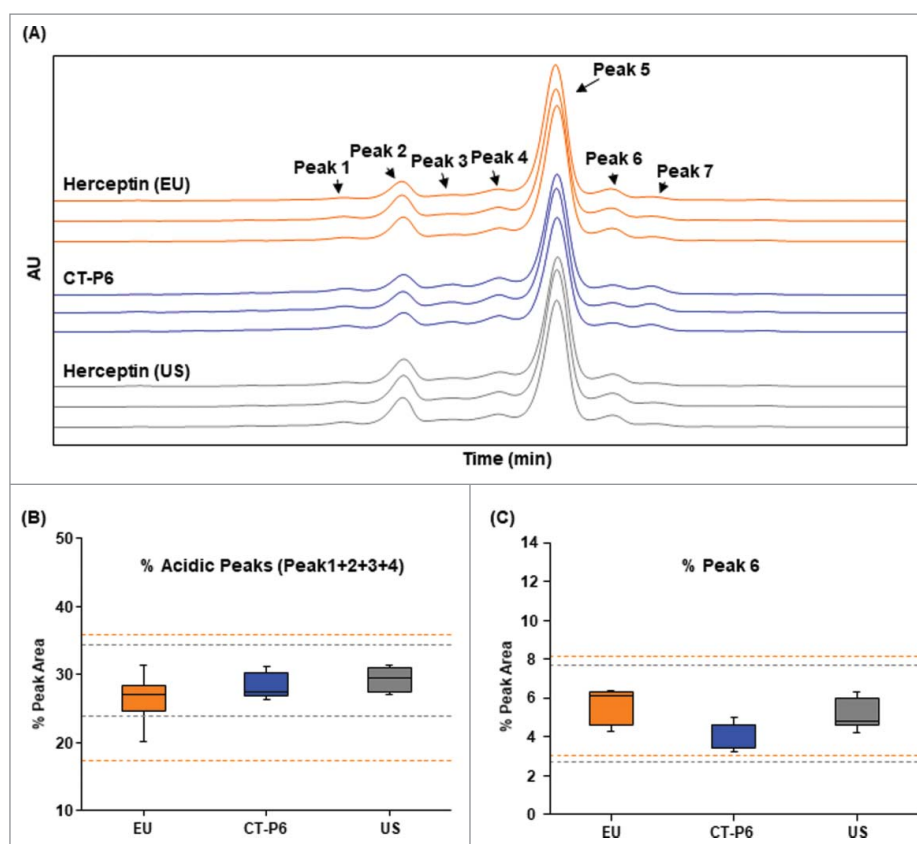 (A)
Peak 5
Peak 2
Peak 1
Peak 3
Peak 4
Peak 6
Peak 7
Herceptin (EU)
CT-P6
Herceptin (US)
AU
Time (min)
(B)
% Acidic Peaks (Peak1+2+3+4)
% Peak Area
50
40
30
20
10
EU
CT-P6
US
(C)
% Peak 6
% Peak Area
14
12
10
8
6
4
2
0
EU
CT-P6
US